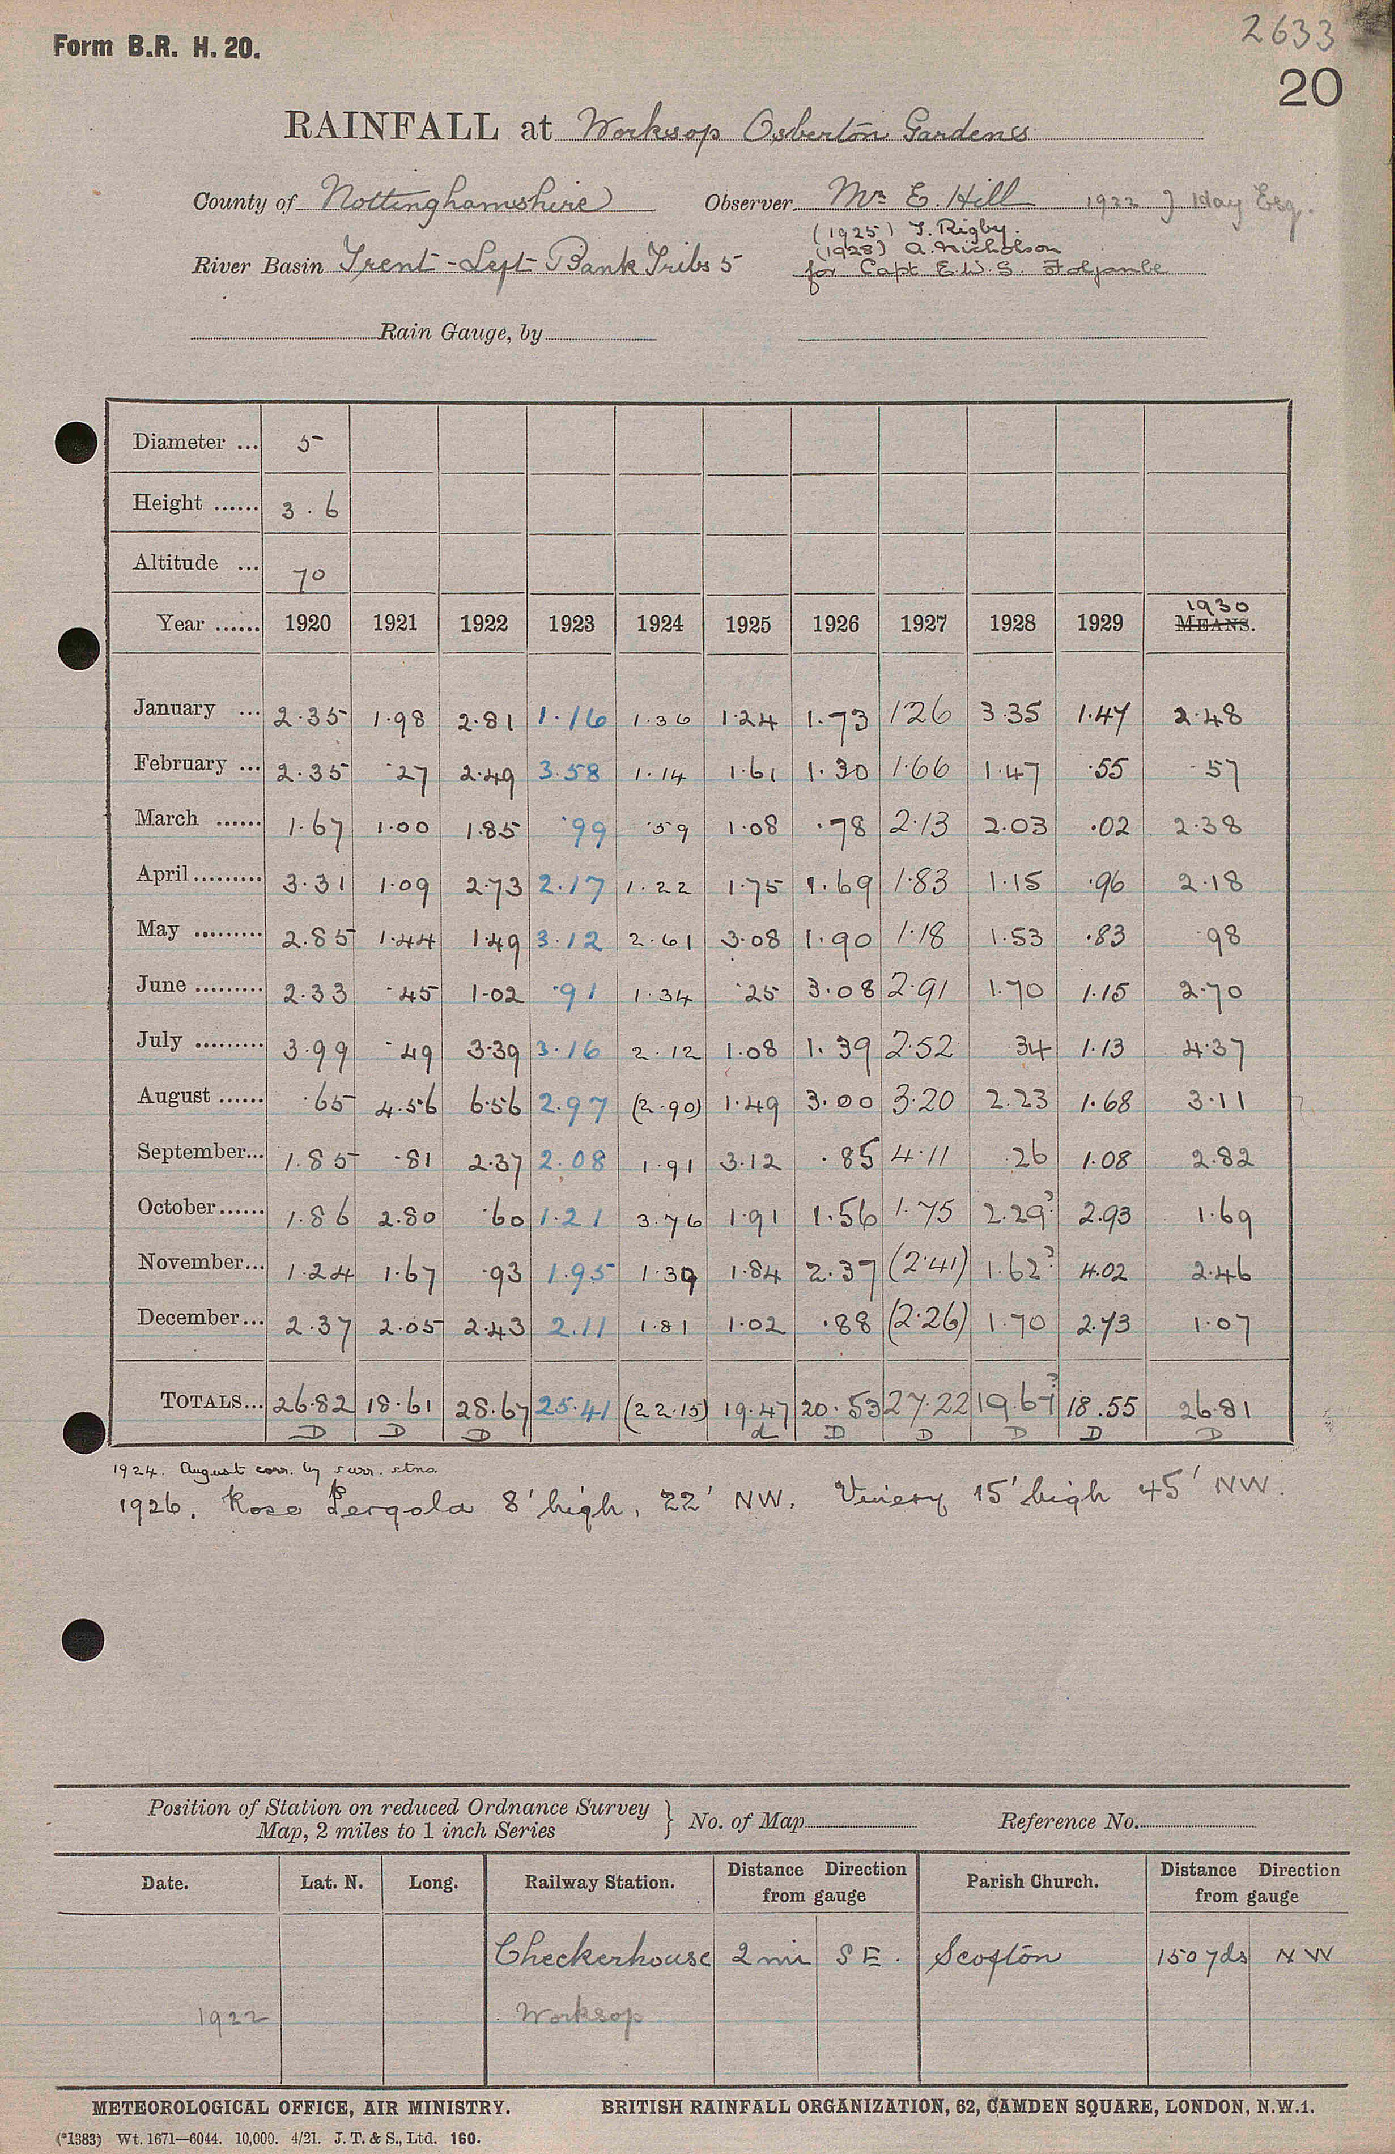 2633
Form B.R. H. 20.
20
RAINFALL at Worksop Osberton Gardens
County of Nottinghamshire Observer Mr E. Hill 1922 J Hay Esq.
(1925) T. Rigby.
(1928) A. Nicholson
River Basin Trent - Left Bank Tribs 5 for Capt E.W.S. Foljambe
Rain Gauge, by
Diameter ... 5
Height ...... 3.6
Altitude ... 70
1930
Year ...... 1920 1921 1922 1923 1924 1925 1926 1927 1928 1929 MEANS.
January ... 2.35 1.98 2.81 1.16 1.36 1.24 1.73 1.26 3.35 1.47 2.48
February ... 2.35 .27 2.49 3.58 1.14 1.61 1.30 1.66 1.47 .55 .57
March ...... 1.67 1.00 1.85 .99 .59 1.08 .78 2.13 2.03 .02 2.38
April......... 3.31 1.09 2.73 2.17 1.22 1.75 1.69 1.83 1.15 .96 2.18
May ......... 2.85 1.44 1.49 3.12 2.61 3.08 1.90 1.18 1.53 .83 .98
June ......... 2.33 .45 1.02 .91 1.34 .25 3.08 2.91 1.70 1.15 2.70
July ......... 3.99 .49 3.39 3.16 2.12 1.08 1.39 2.52 .34 1.13 4.37
August ...... .65 4.56 6.56 2.97 (2.90) 1.49 3.00 3.20 2.23 1.68 3.11
September... 1.85 .81 2.37 2.08 1.91 3.12 .85 4.11 .26 1.08 2.82
October...... 1.86 2.80 .60 1.21 3.76 1.91 1.56 1.75 2.29? 2.93 1.69
November... 1.24 1.67 .93 1.95 1.39 1.84 2.37 (2.41) 1.62? 4.02 2.46
December... 2.37 2.05 2.43 2.11 1.81 1.02 .88 (2.26) 1.70 2.73 1.07
TOTALS... 26.82 18.61 28.67 25.41 (22.15) 19.47 20.53 27.22 19.67? 18.55 26.81
D D D d D D D D D
1924. August corr. by surr. stns.
1926. Rose Pergola 8' high, 22' NW. Vinery 15' high 45' NW.
Position of Station on reduced Ordnance Survey
Map, 2 miles to 1 inch Series } No. of Map Reference No.
Date. Lat. N. Long. Railway Station. Distance Direction from gauge Parish Church. Distance Direction from gauge
Checkerhouse 2 mi SE. Scofton 150 yds NW
1922 Worksop
METEOROLOGICAL OFFICE, AIR MINISTRY. BRITISH RAINFALL ORGANIZATION, 62, CAMDEN SQUARE, LONDON, N.W.1.
(*1383) Wt. 1671—6044. 10,000. 4/21. J. T. & S., Ltd. 160.